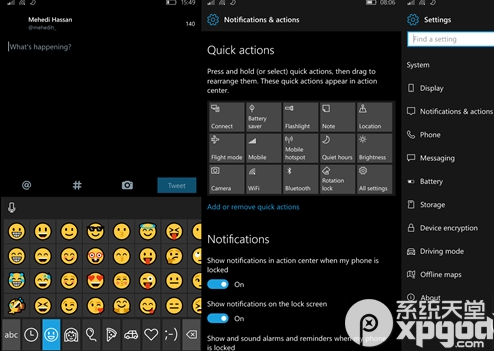 15:49
Mehedi Hassan
@mehedih_
140
What's happening?
@
#
Tweet
abc
;-)
08:06
Notifications & actions
Quick actions
Press and hold (or select) quick actions, then drag to
rearrange them. These quick actions appear in action
center.
Connect
Battery
saver
Flashlight
Note
Location
Flight mode
Mobile
Mobile
hotspot
Quiet hours
Brightness
Camera
WiFi
Bluetooth
Rotation
lock
All settings
Add or remove quick actions
Notifications
Show notifications in action center when my phone is
locked
On
Show notifications on the lock screen
On
Show and sound alarms and reminders when my phone
is locked
Settings
Find a setting
System
Display
Notifications & actions
Phone
Messaging
Battery
Storage
Device encryption
Driving mode
Offline maps
About
系统天堂
xpgod.com